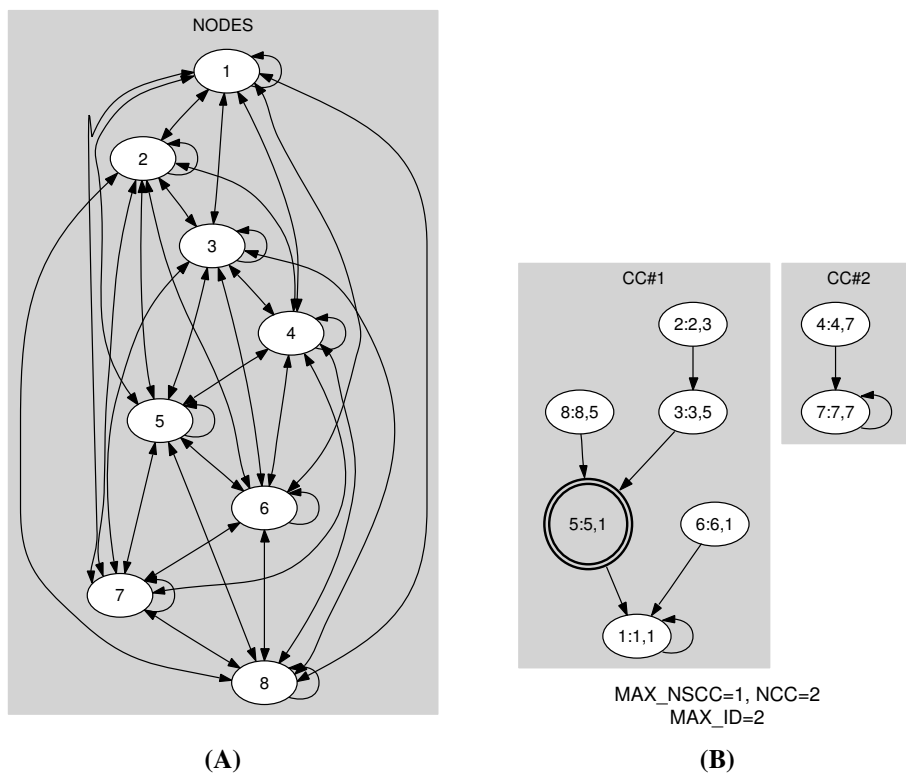 NODES
1
2
3
4
5
6
7
8
(A)
CC#1
2:2,3
8:8,5
3:3,5
5:5,1
6:6,1
1:1,1
CC#2
4:4,7
7:7,7
MAX_NSCC=1, NCC=2
MAX_ID=2
(B)